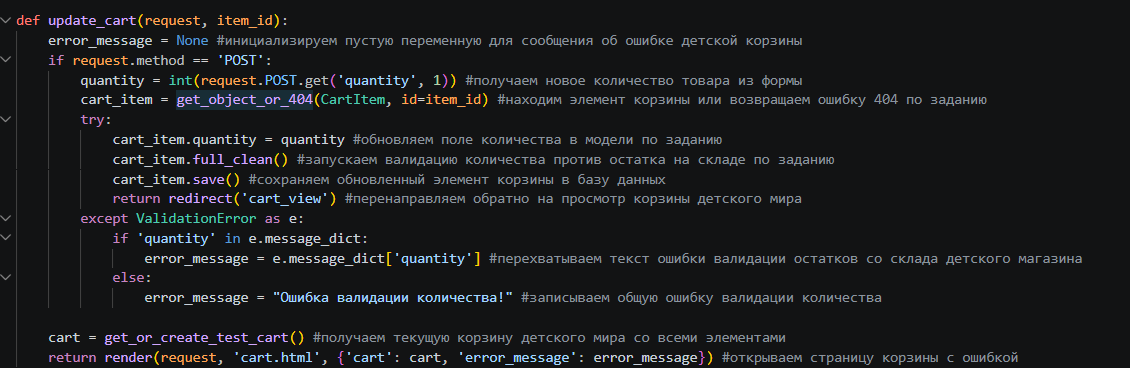 def update_cart(request, item_id):
    error_message = None #инициализируем пустую переменную для сообщения об ошибке детской корзины
    if request.method == 'POST':
        quantity = int(request.POST.get('quantity', 1)) #получаем новое количество товара из формы
        cart_item = get_object_or_404(CartItem, id=item_id) #находим элемент корзины или возвращаем ошибку 404 по заданию
        try:
            cart_item.quantity = quantity #обновляем поле количества в модели по заданию
            cart_item.full_clean() #запускаем валидацию количества против остатка на складе по заданию
            cart_item.save() #сохраняем обновленный элемент корзины в базу данных
            return redirect('cart_view') #перенаправляем обратно на просмотр корзины детского мира
        except ValidationError as e:
            if 'quantity' in e.message_dict:
                error_message = e.message_dict['quantity'] #перехватываем текст ошибки валидации остатков со склада детского магазина
            else:
                error_message = "Ошибка валидации количества!" #записываем общую ошибку валидации количества
    cart = get_or_create_test_cart() #получаем текущую корзину детского мира со всеми элементами
    return render(request, 'cart.html', {'cart': cart, 'error_message': error_message}) #открываем страницу корзины с ошибкой